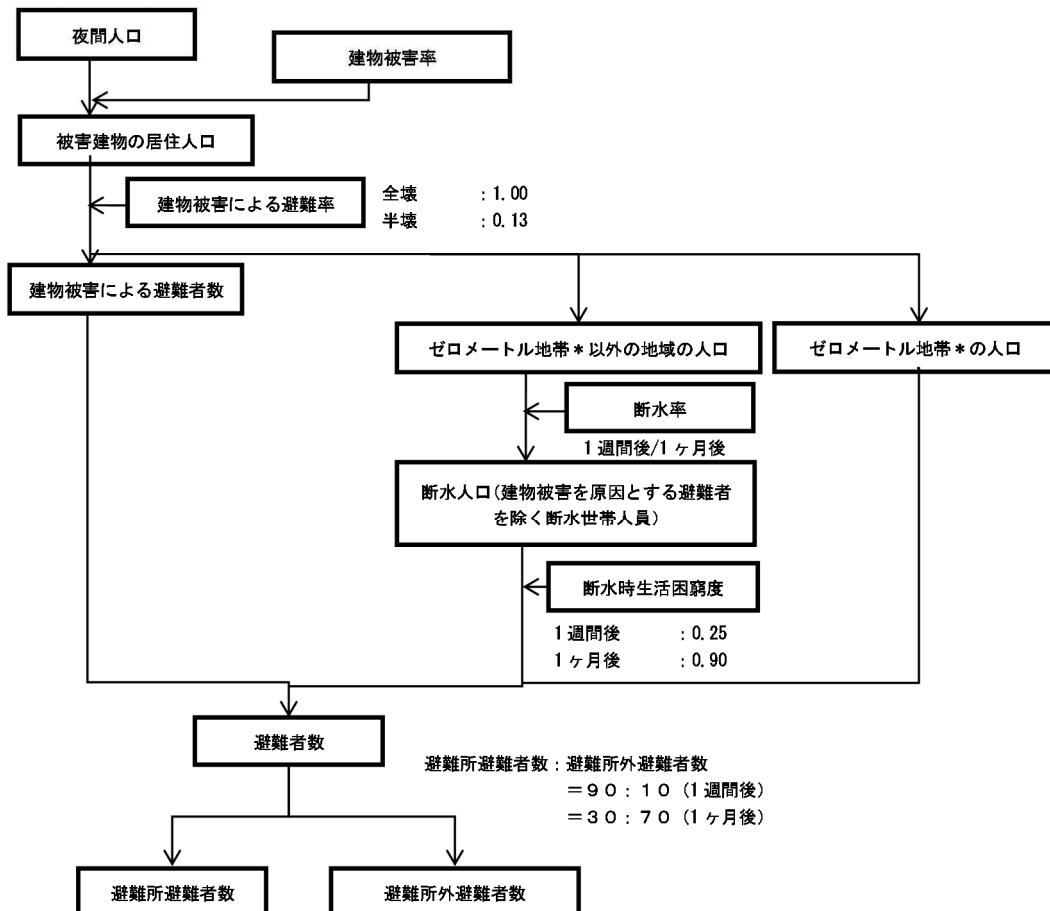 夜間人口
建物被害率
被害建物の居住人口
建物被害による避難率
全壊 :1.00
半壊 :0.13
建物被害による避難者数
ゼロメートル地帯＊以外の地域の人口
ゼロメートル地帯＊の人口
断水率
1週間後/1ヶ月後
断水人口(建物被害を原因とする避難者
を除く断水世帯人員)
断水時生活困窮度
1週間後 :0.25
1ヶ月後 :0.90
避難者数
避難所避難者数：避難所外避難者数
＝９０：１０（1週間後）
＝３０：７０（1ヶ月後）
避難所避難者数
避難所外避難者数